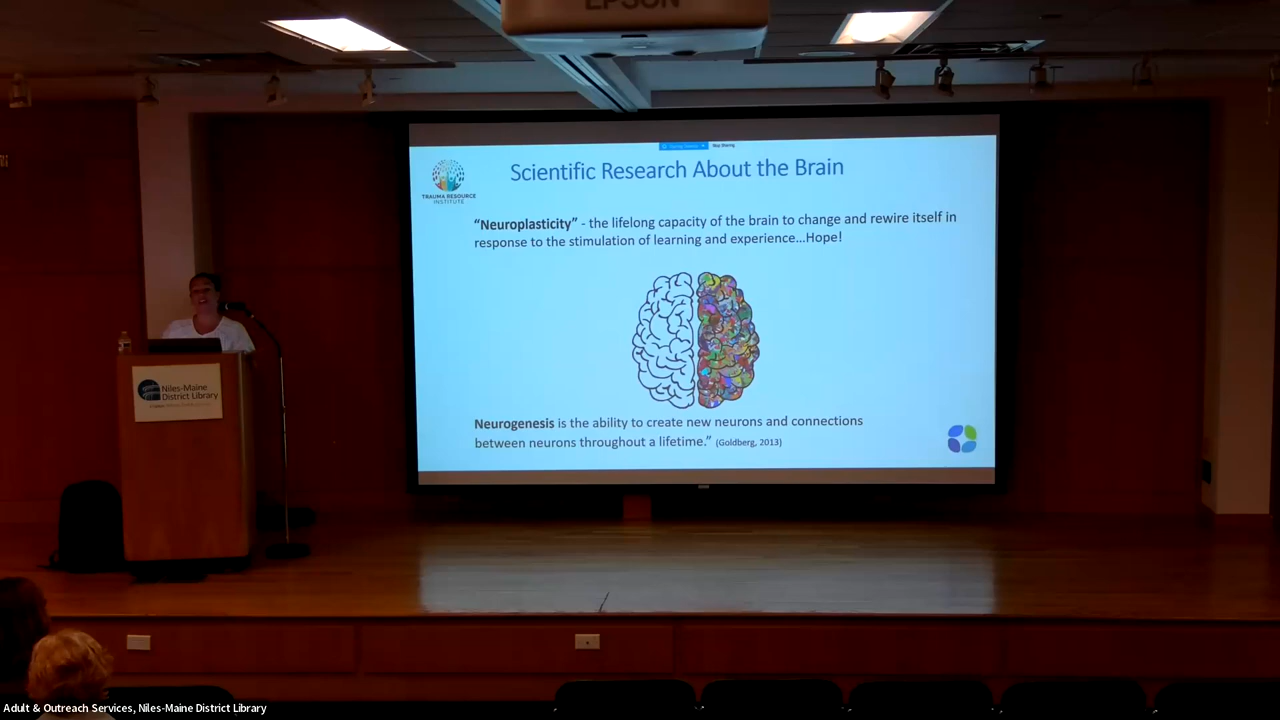 EPSON
Scientific Research About the Brain
TRAUMA RESOURCE
INSTITUTE
“Neuroplasticity” - the lifelong capacity of the brain to change and rewire itself in
response to the stimulation of learning and experience...Hope!
Niles-Maine
District Library
Neurogenesis is the ability to create new neurons and connections
between neurons throughout a lifetime.” (Goldberg, 2013)
Adult & Outreach Services, Niles-Maine District Library